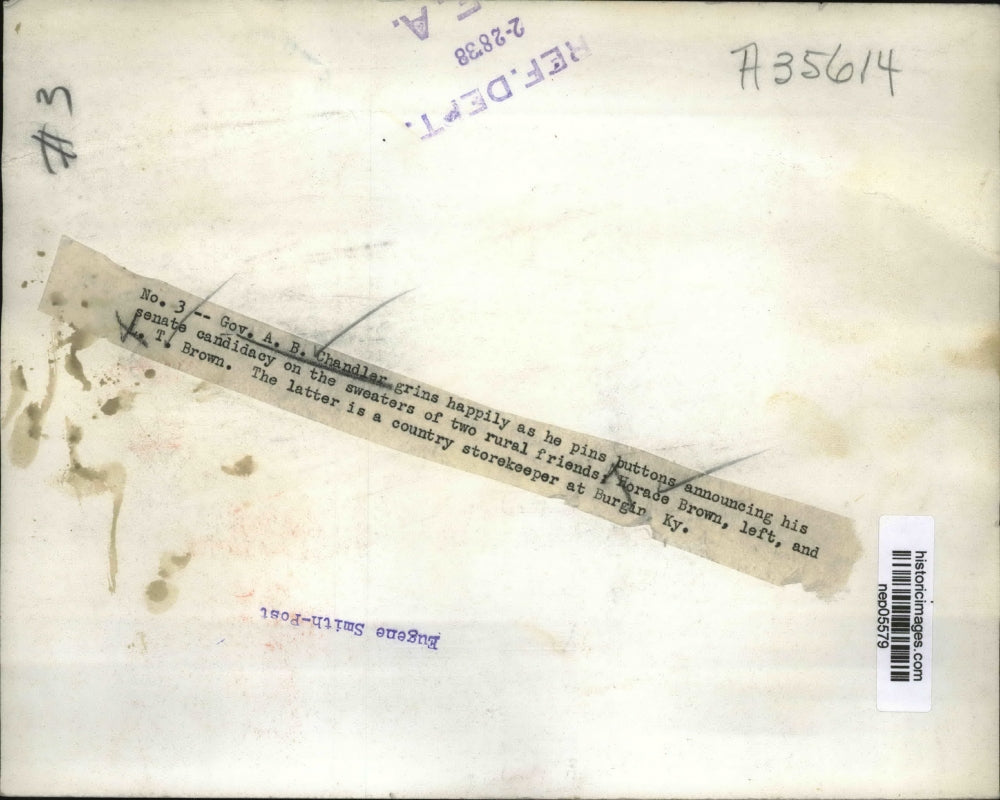 A35614
#3
REF. DEPT.
2-28'38
E. A.
No. 3 -- Gov. A. B. Chandler grins happily as he pins buttons announcing his
senate candidacy on the sweaters of two rural friends, Horace Brown, left, and
L. T. Brown. The latter is a country storekeeper at Burgin Ky.
Eugene Smith-Post
historicimages.com
nep05579